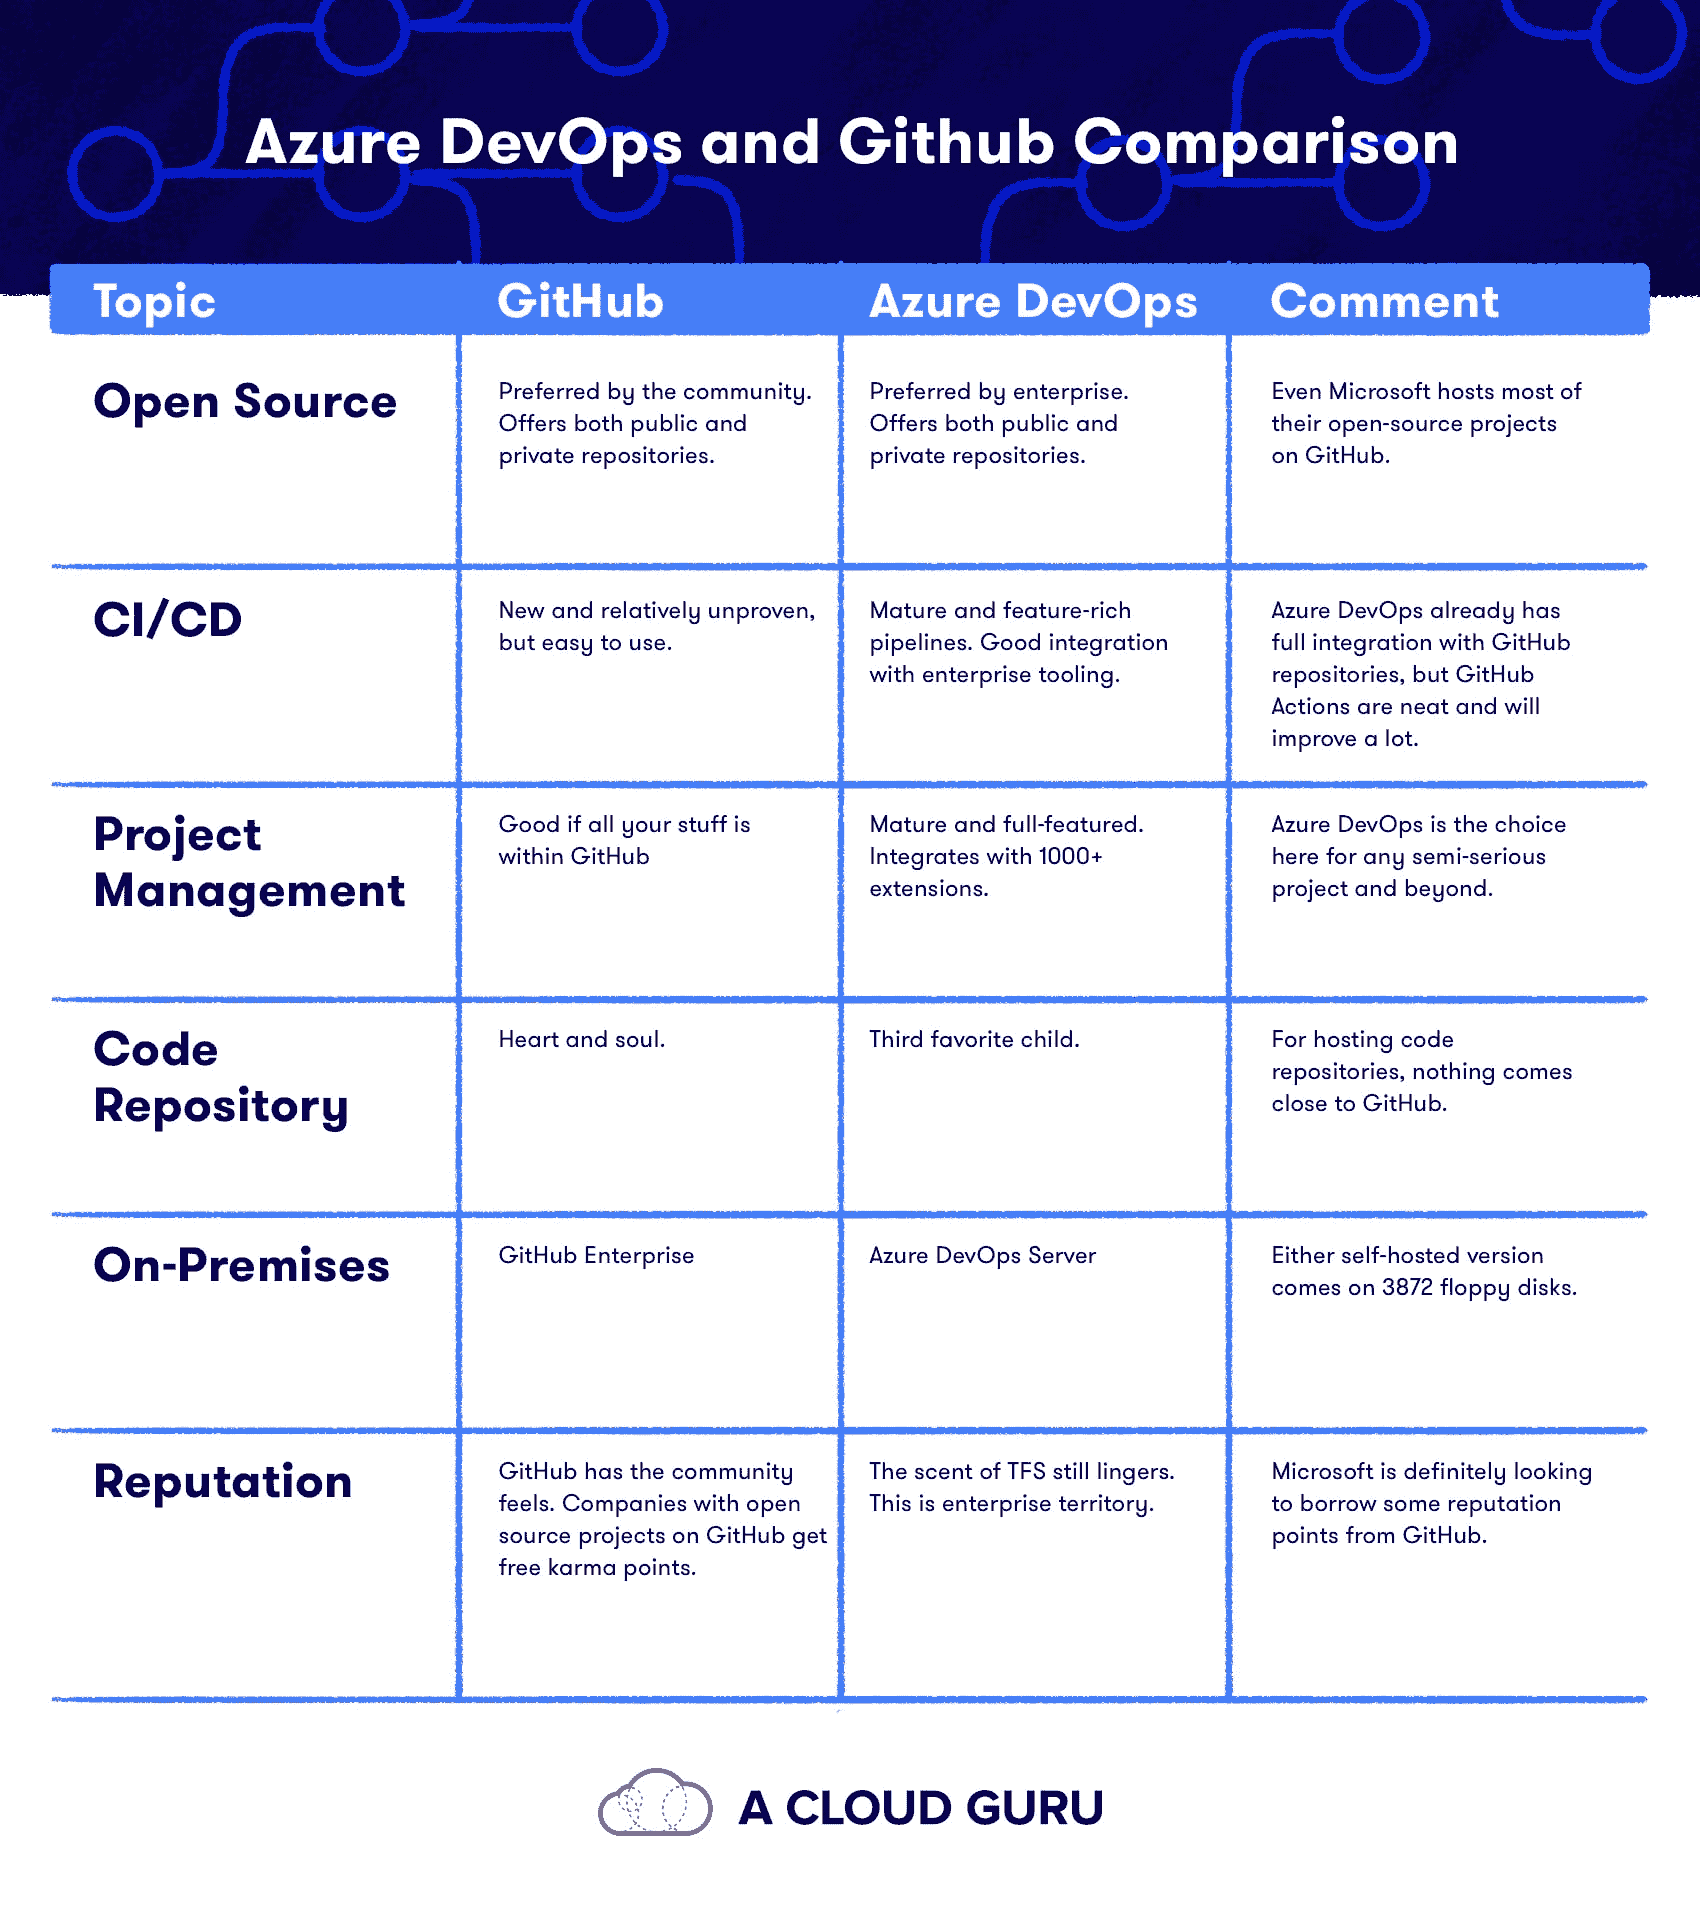 Azure DevOps and Github Comparison
Topic
GitHub
Azure DevOps
Comment
Open Source
Preferred by the community.
Offers both public and
private repositories.
Preferred by enterprise.
Offers both public and
private repositories.
Even Microsoft hosts most of
their open-source projects
on GitHub.
CI/CD
New and relatively unproven,
but easy to use.
Mature and feature-rich
pipelines. Good integration
with enterprise tooling.
Azure DevOps already has
full integration with GitHub
repositories, but GitHub
Actions are neat and will
improve a lot.
Project
Management
Good if all your stuff is
within GitHub
Mature and full-featured.
Integrates with 1000+
extensions.
Azure DevOps is the choice
here for any semi-serious
project and beyond.
Code
Repository
Heart and soul.
Third favorite child.
For hosting code
repositories, nothing comes
close to GitHub.
On-Premises
GitHub Enterprise
Azure DevOps Server
Either self-hosted version
comes on 3872 floppy disks.
Reputation
GitHub has the community
feels. Companies with open
source projects on GitHub get
free karma points.
The scent of TFS still lingers.
This is enterprise territory.
Microsoft is definitely looking
to borrow some reputation
points from GitHub.
A CLOUD GURU